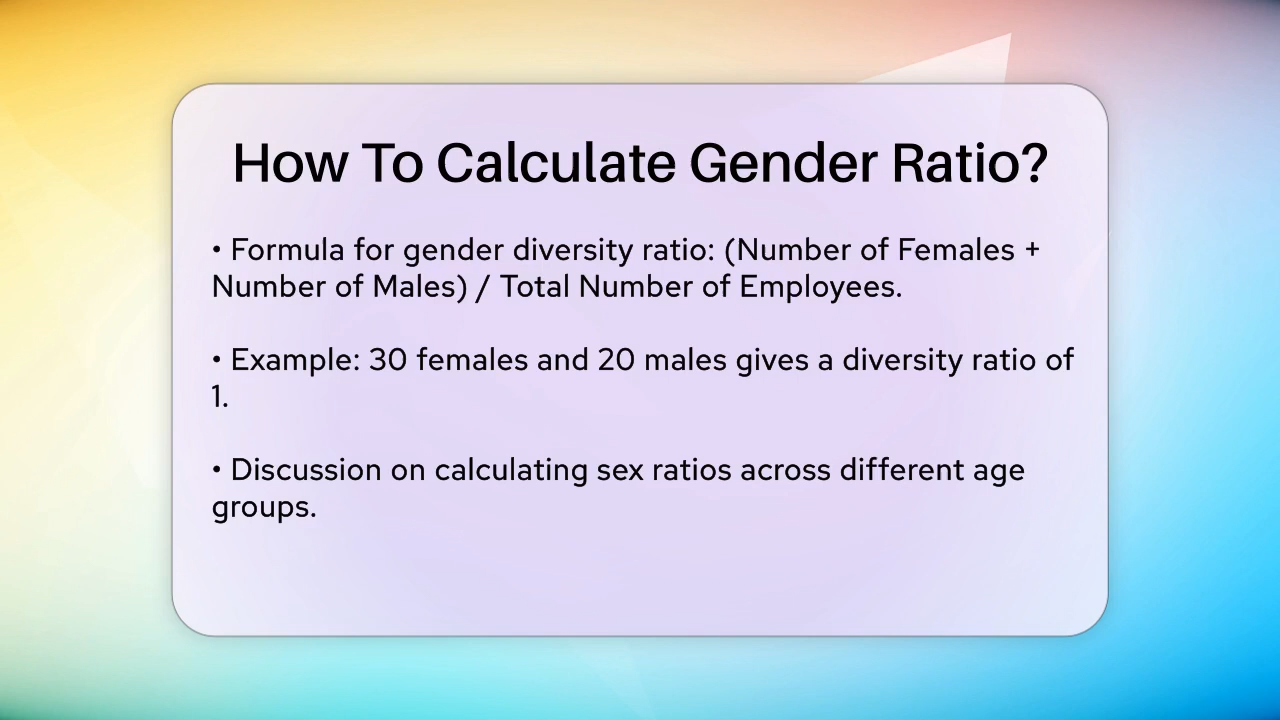 How To Calculate Gender Ratio?
• Formula for gender diversity ratio: (Number of Females +
Number of Males) / Total Number of Employees.
• Example: 30 females and 20 males gives a diversity ratio of
1.
• Discussion on calculating sex ratios across different age
groups.